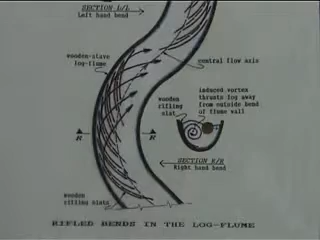 SECTION L/L
Left hand bend
wooden-stave
log-flume
central flow axis
wooden
rifling
slat
induced vortex
thrusts log away
from outside bend
of flume wall
R
R
SECTION R/R
Right hand bend
wooden
rifling slats
RIFLED BENDS IN THE LOG-FLUME